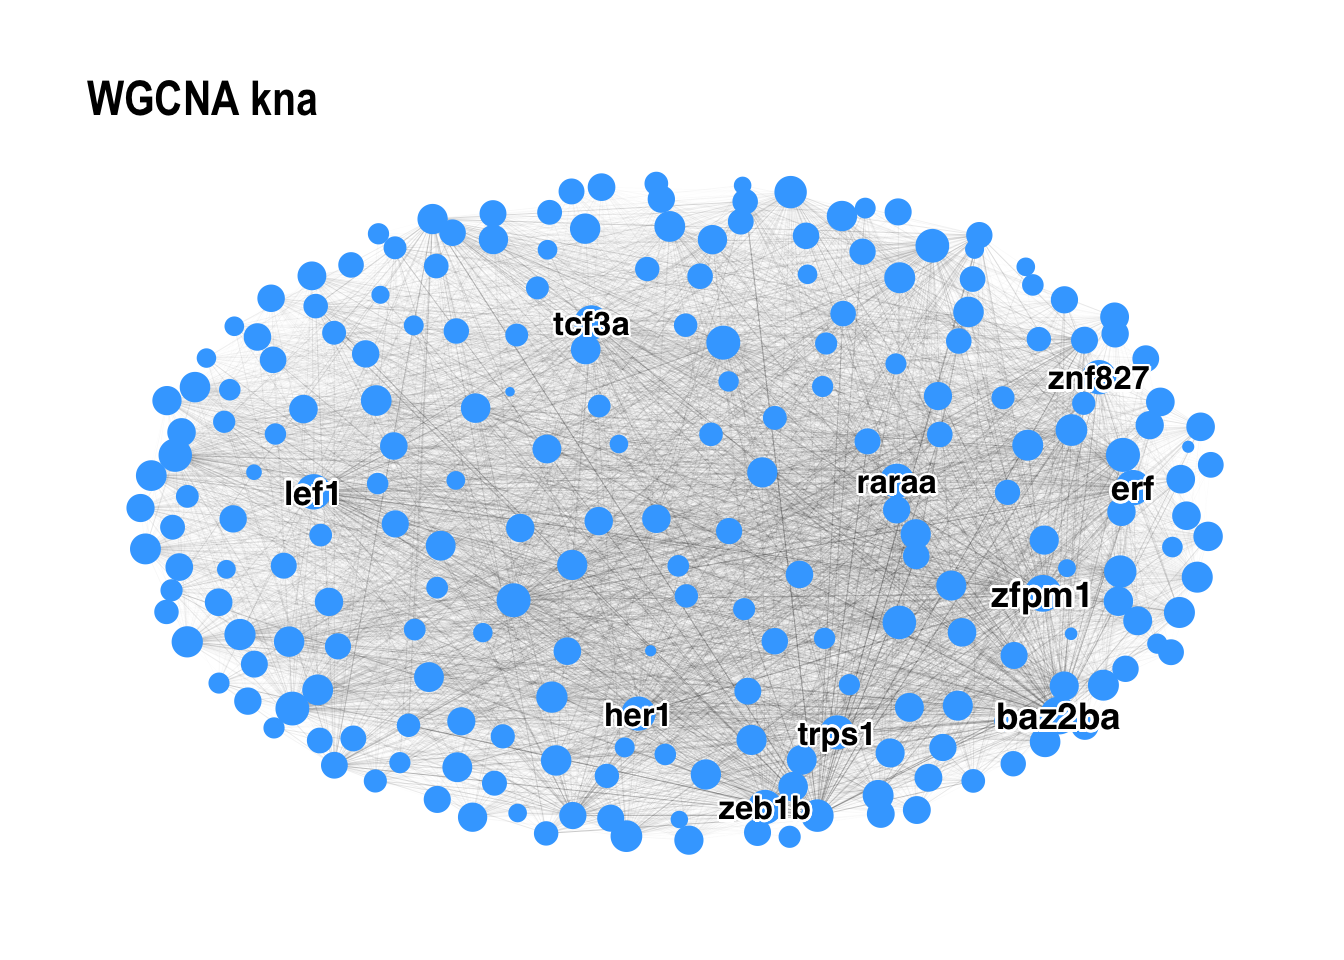 WGCNA kna
tcf3a
znf827
lef1
raraa
erf
zfpm1
her1
baz2ba
trps1
zeb1b